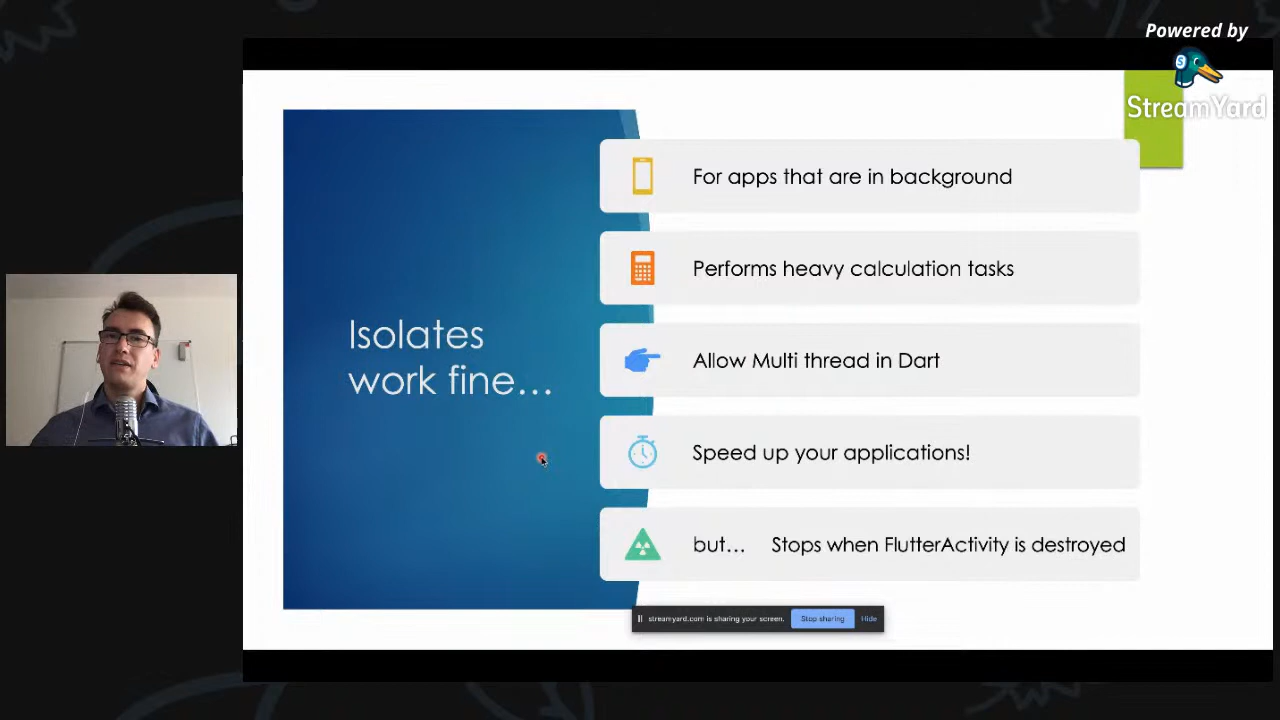 Powered by
StreamYard
Isolates
work fine...
For apps that are in background
Performs heavy calculation tasks
Allow Multi thread in Dart
Speed up your applications!
but... Stops when FlutterActivity is destroyed
streamyard.com is sharing your screen. Stop sharing Hide